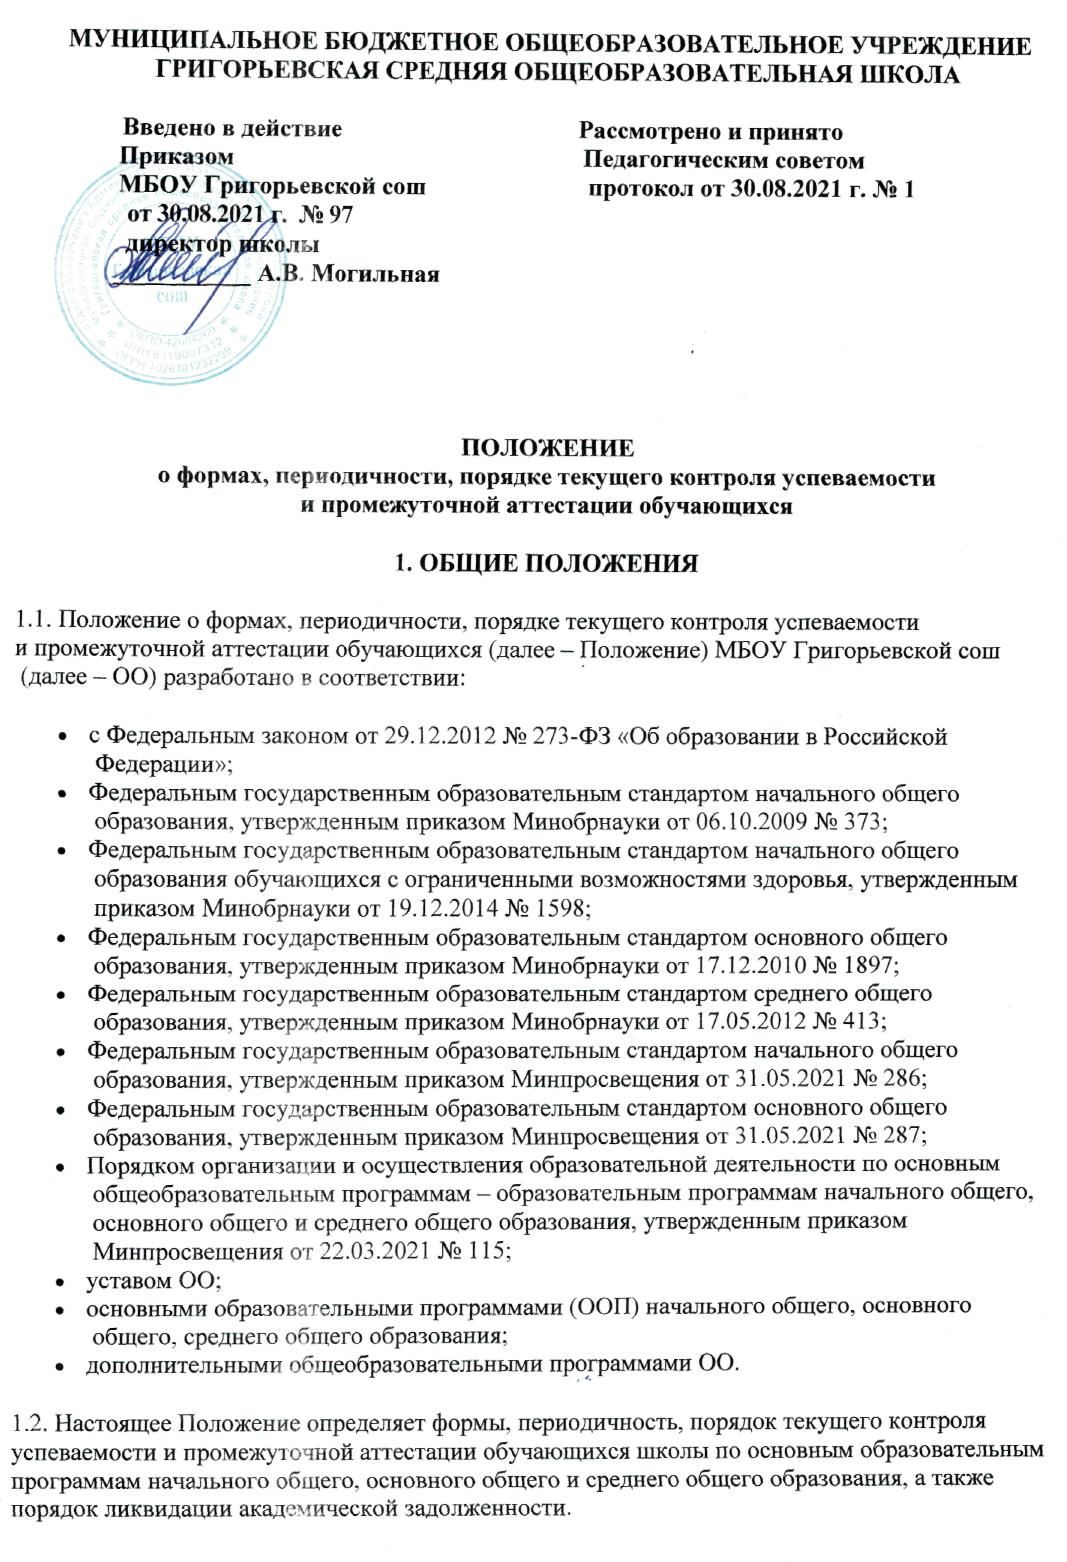 МУНИЦИПАЛЬНОЕ БЮДЖЕТНОЕ ОБЩЕОБРАЗОВАТЕЛЬНОЕ УЧРЕЖДЕНИЕ
ГРИГОРЬЕВСКАЯ СРЕДНЯЯ ОБЩЕОБРАЗОВАТЕЛЬНАЯ ШКОЛА
Введено в действие
Приказом
МБОУ Григорьевской сош
от 30.08.2021 г. № 97
директор школы
____________ А.В. Могильная
Рассмотрено и принято
Педагогическим советом
протокол от 30.08.2021 г. № 1
сош
ПОЛОЖЕНИЕ
о формах, периодичности, порядке текущего контроля успеваемости
и промежуточной аттестации обучающихся
1. ОБЩИЕ ПОЛОЖЕНИЯ
1.1. Положение о формах, периодичности, порядке текущего контроля успеваемости
и промежуточной аттестации обучающихся (далее – Положение) МБОУ Григорьевской сош
(далее – ОО) разработано в соответствии:
• с Федеральным законом от 29.12.2012 № 273-ФЗ «Об образовании в Российской
Федерации»;
• Федеральным государственным образовательным стандартом начального общего
образования, утвержденным приказом Минобрнауки от 06.10.2009 № 373;
• Федеральным государственным образовательным стандартом начального общего
образования обучающихся с ограниченными возможностями здоровья, утвержденным
приказом Минобрнауки от 19.12.2014 № 1598;
• Федеральным государственным образовательным стандартом основного общего
образования, утвержденным приказом Минобрнауки от 17.12.2010 № 1897;
• Федеральным государственным образовательным стандартом среднего общего
образования, утвержденным приказом Минобрнауки от 17.05.2012 № 413;
• Федеральным государственным образовательным стандартом начального общего
образования, утвержденным приказом Минпросвещения от 31.05.2021 № 286;
• Федеральным государственным образовательным стандартом основного общего
образования, утвержденным приказом Минпросвещения от 31.05.2021 № 287;
• Порядком организации и осуществления образовательной деятельности по основным
общеобразовательным программам – образовательным программам начального общего,
основного общего и среднего общего образования, утвержденным приказом
Минпросвещения от 22.03.2021 № 115;
• уставом ОО;
• основными образовательными программами (ООП) начального общего, основного
общего, среднего общего образования;
• дополнительными общеобразовательными программами ОО.
1.2. Настоящее Положение определяет формы, периодичность, порядок текущего контроля
успеваемости и промежуточной аттестации обучающихся школы по основным образовательным
программам начального общего, основного общего и среднего общего образования, а также
порядок ликвидации академической задолженности.